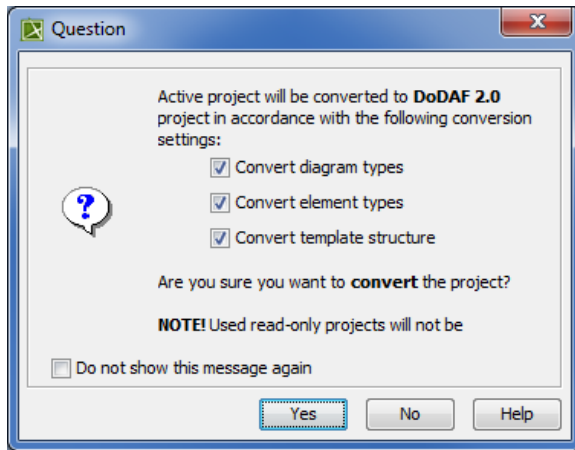 Question
Active project will be converted to DoDAF 2.0
project in accordance with the following conversion
settings:
Convert diagram types
Convert element types
Convert template structure
Are you sure you want to convert the project?
NOTE! Used read-only projects will not be
Do not show this message again
Yes
No
Help